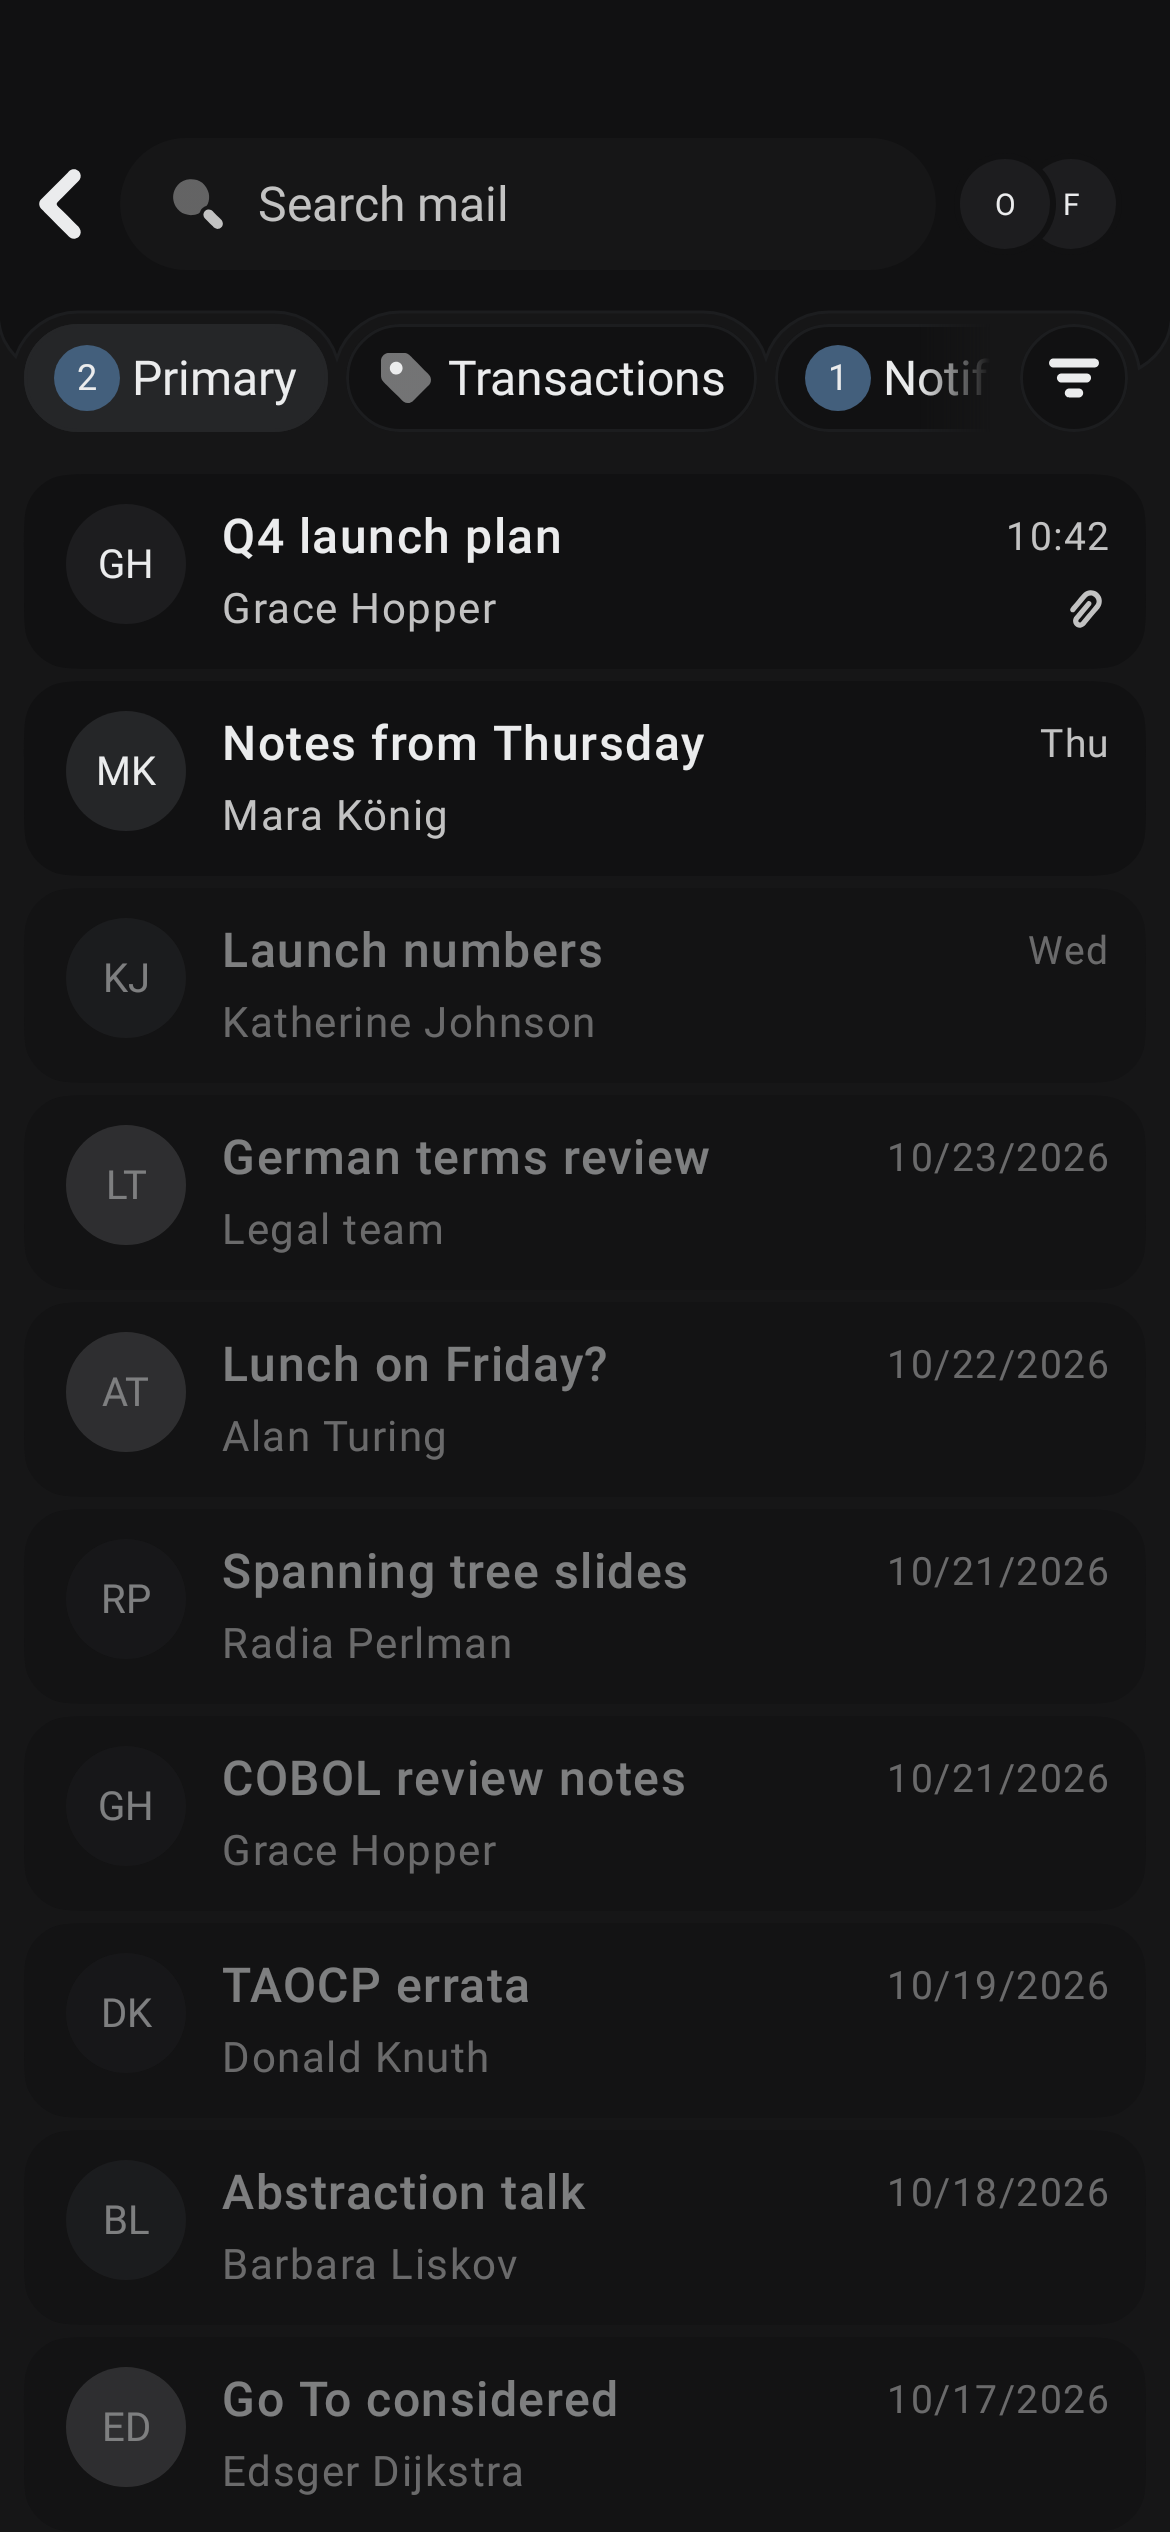 Search mail
O
F
2 Primary
Transactions
1 Notif
GH
Q4 launch plan
10:42
Grace Hopper
MK
Notes from Thursday
Thu
Mara König
KJ
Launch numbers
Wed
Katherine Johnson
LT
German terms review
10/23/2026
Legal team
AT
Lunch on Friday?
10/22/2026
Alan Turing
RP
Spanning tree slides
10/21/2026
Radia Perlman
GH
COBOL review notes
10/21/2026
Grace Hopper
DK
TAOCP errata
10/19/2026
Donald Knuth
BL
Abstraction talk
10/18/2026
Barbara Liskov
ED
Go To considered
10/17/2026
Edsger Dijkstra